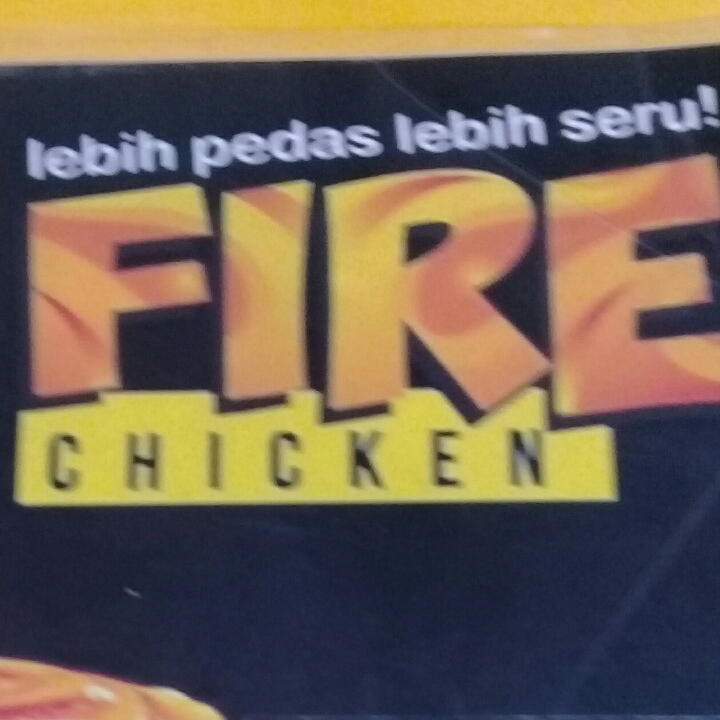 lebih pedas lebih seru!
FIRE
CHICKEN